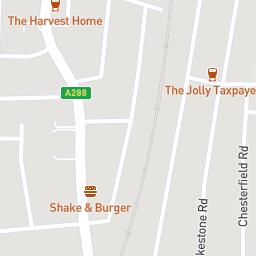 The Harvest Home
The Jolly Taxpaye
A288
Shake & Burger
Chesterfield Rd
kestone Rd